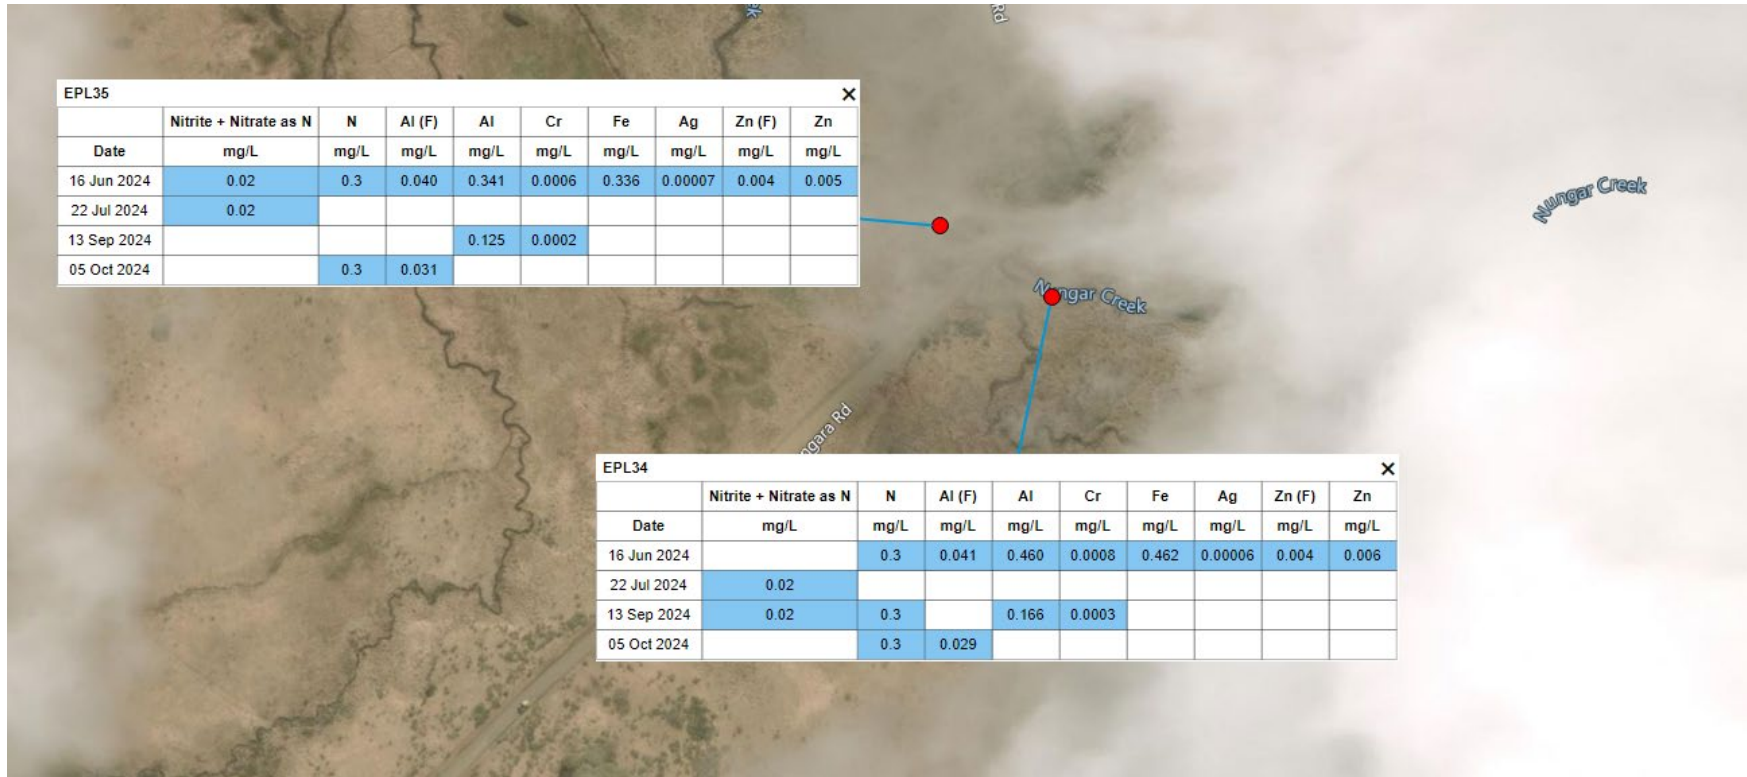 ek
Rd
EPL35 ×
Nitrite + Nitrate as N N Al (F) Al Cr Fe Ag Zn (F) Zn
Date mg/L mg/L mg/L mg/L mg/L mg/L mg/L mg/L mg/L
16 Jun 2024 0.02 0.3 0.040 0.341 0.0006 0.336 0.00007 0.004 0.005
22 Jul 2024 0.02
13 Sep 2024 0.125 0.0002
05 Oct 2024 0.3 0.031
Nungar Creek
Nungar Creek
ngara Rd
EPL34 ×
Nitrite + Nitrate as N N Al (F) Al Cr Fe Ag Zn (F) Zn
Date mg/L mg/L mg/L mg/L mg/L mg/L mg/L mg/L mg/L
16 Jun 2024 0.3 0.041 0.460 0.0008 0.462 0.00006 0.004 0.006
22 Jul 2024 0.02
13 Sep 2024 0.02 0.3 0.166 0.0003
05 Oct 2024 0.3 0.029